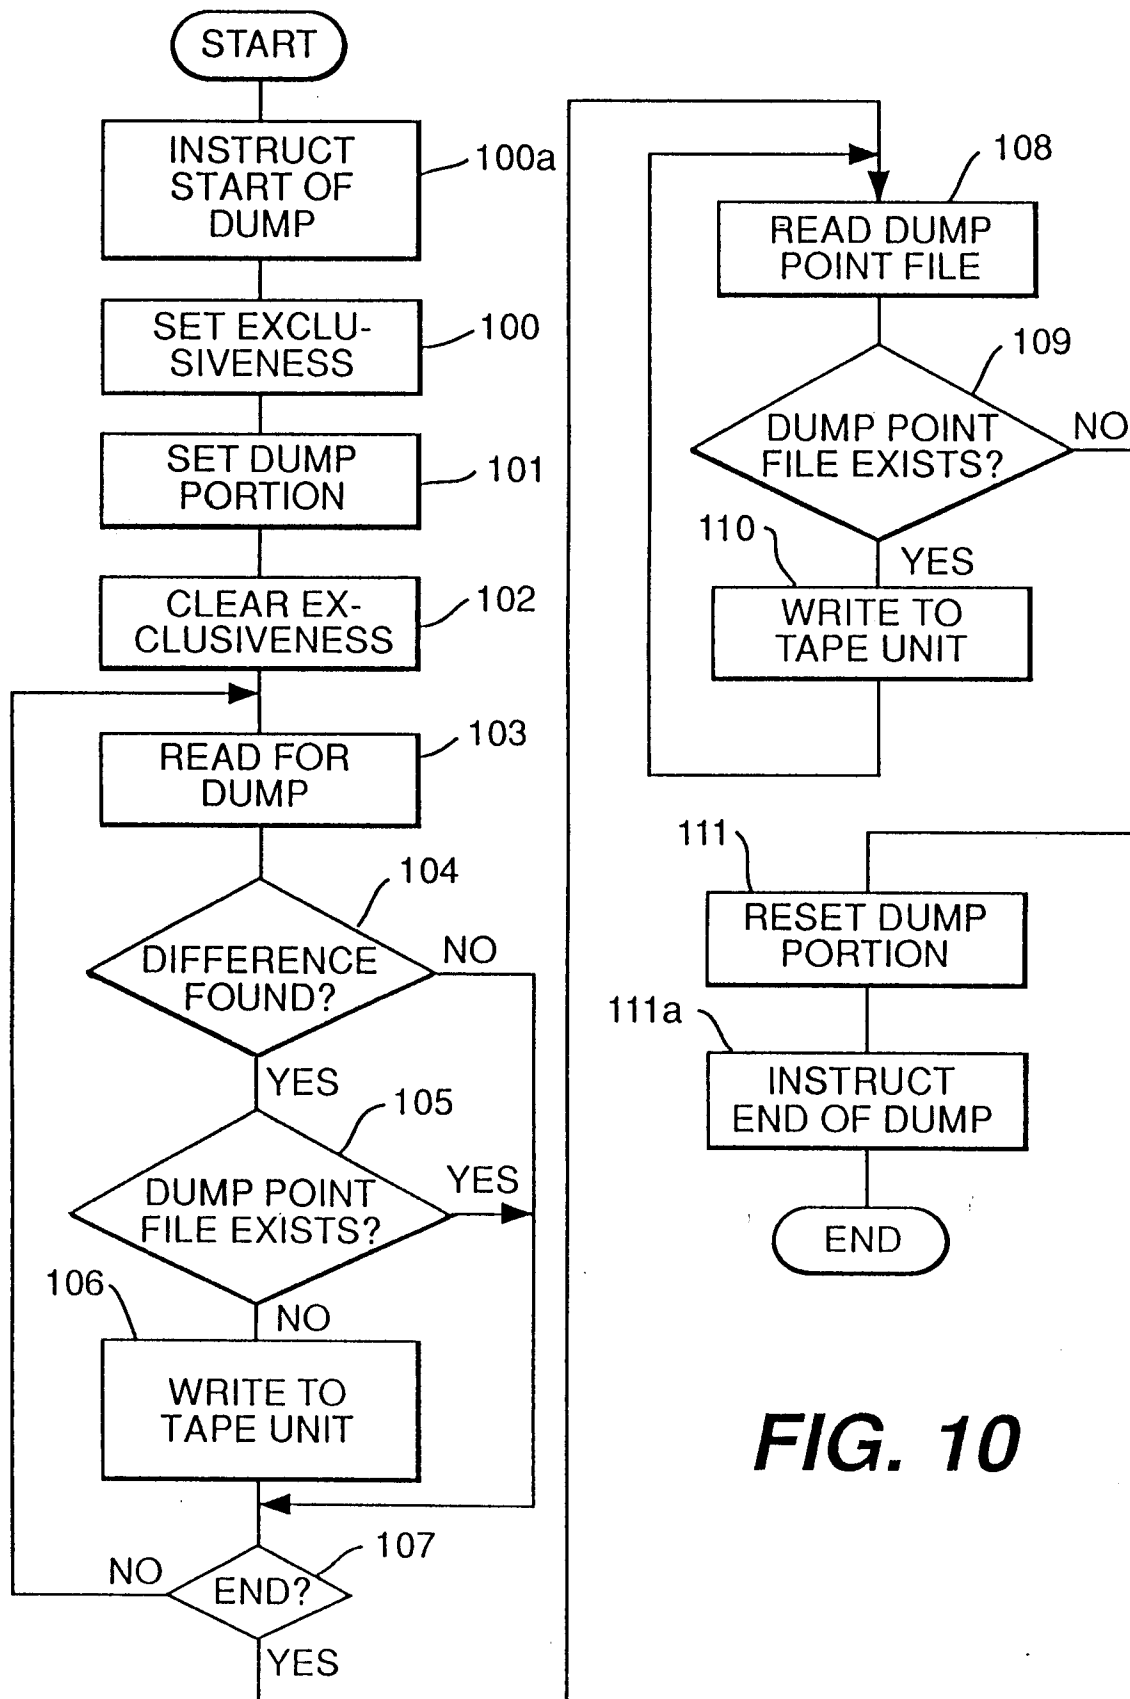 START
INSTRUCT
START OF
DUMP
100a
SET EXCLU-
SIVENESS
100
SET DUMP
PORTION
101
CLEAR EX-
CLUSIVENESS
102
READ FOR
DUMP
103
104
DIFFERENCE
FOUND?
NO
YES
105
DUMP POINT
FILE EXISTS?
YES
NO
106
WRITE TO
TAPE UNIT
107
END?
NO
YES
108
READ DUMP
POINT FILE
109
DUMP POINT
FILE EXISTS?
NO
YES
110
WRITE TO
TAPE UNIT
111
RESET DUMP
PORTION
111a
INSTRUCT
END OF DUMP
END
FIG. 10